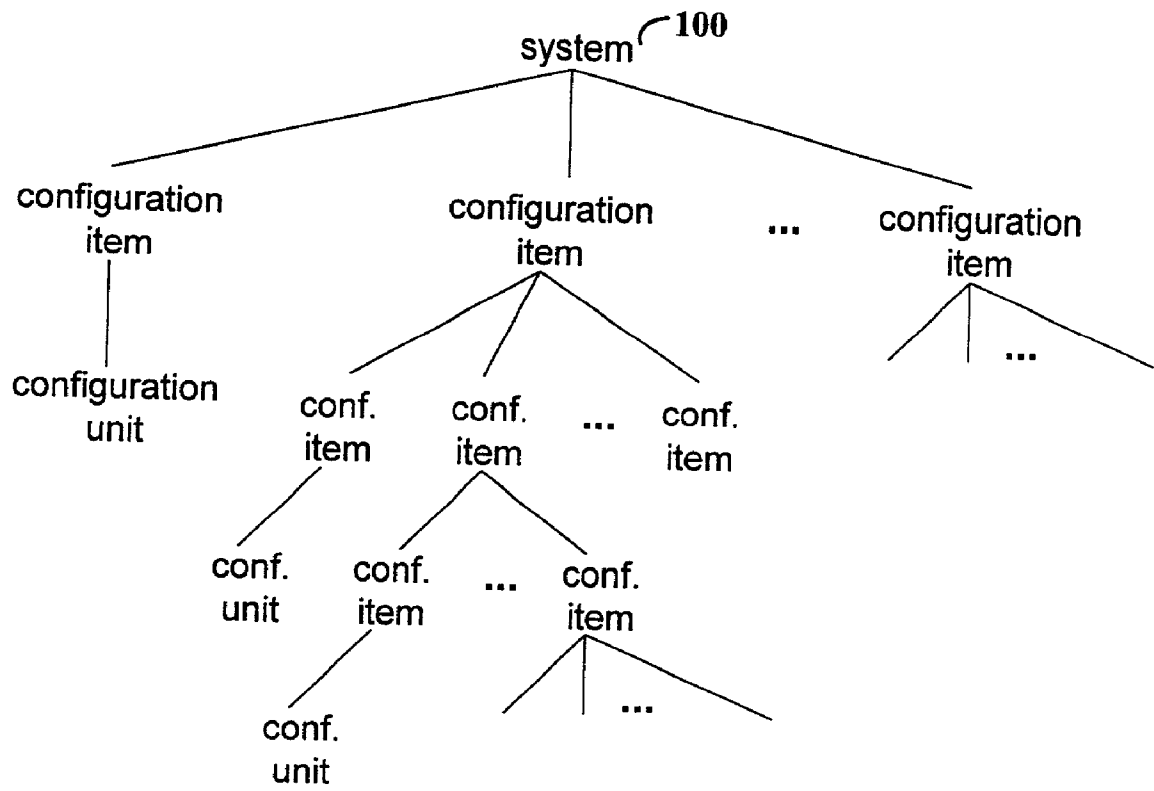 100
system
configuration
item
configuration
item
...
configuration
item
...
configuration
unit
conf.
item
conf.
item
...
conf.
item
conf.
unit
conf.
item
...
conf.
item
...
conf.
unit